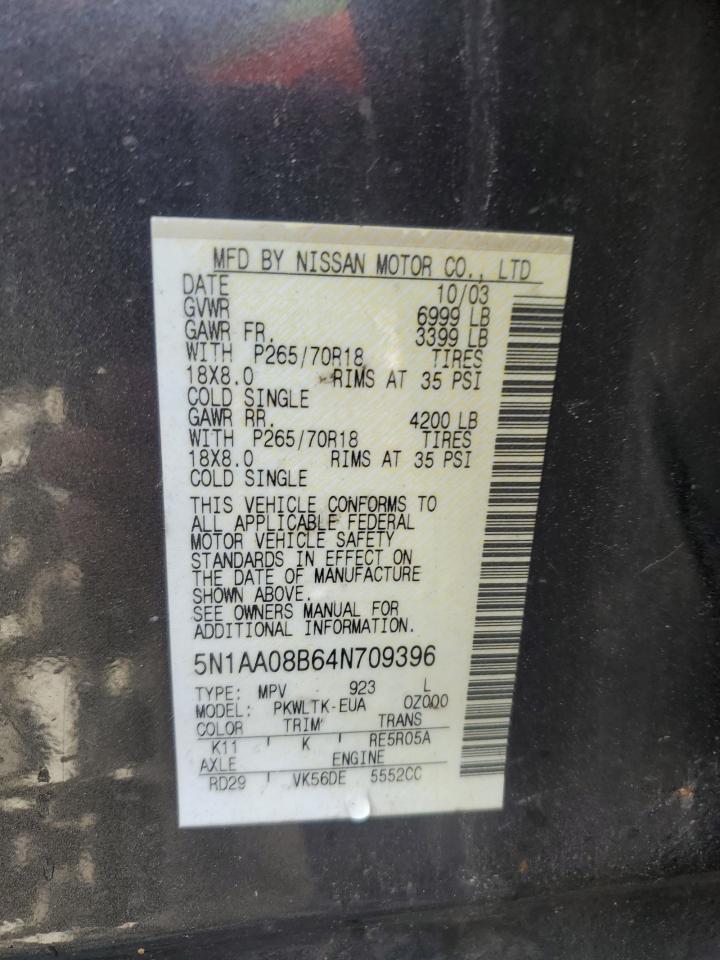 MFD BY NISSAN MOTOR CO., LTD
DATE 10/03
GVWR 6999 LB
GAWR FR. 3399 LB
WITH P265/70R18 TIRES
18X8.0 RIMS AT 35 PSI
COLD SINGLE
GAWR RR. 4200 LB
WITH P265/70R18 TIRES
18X8.0 RIMS AT 35 PSI
COLD SINGLE
THIS VEHICLE CONFORMS TO
ALL APPLICABLE FEDERAL
MOTOR VEHICLE SAFETY
STANDARDS IN EFFECT ON
THE DATE OF MANUFACTURE
SHOWN ABOVE.
SEE OWNERS MANUAL FOR
ADDITIONAL INFORMATION.
5N1AA08B64N709396
TYPE: MPV 923 L
MODEL: PKWLTK-EUA 0Z000
COLOR TRIM TRANS
K11 K RE5R05A
AXLE ENGINE
RD29 VK56DE 5552CC